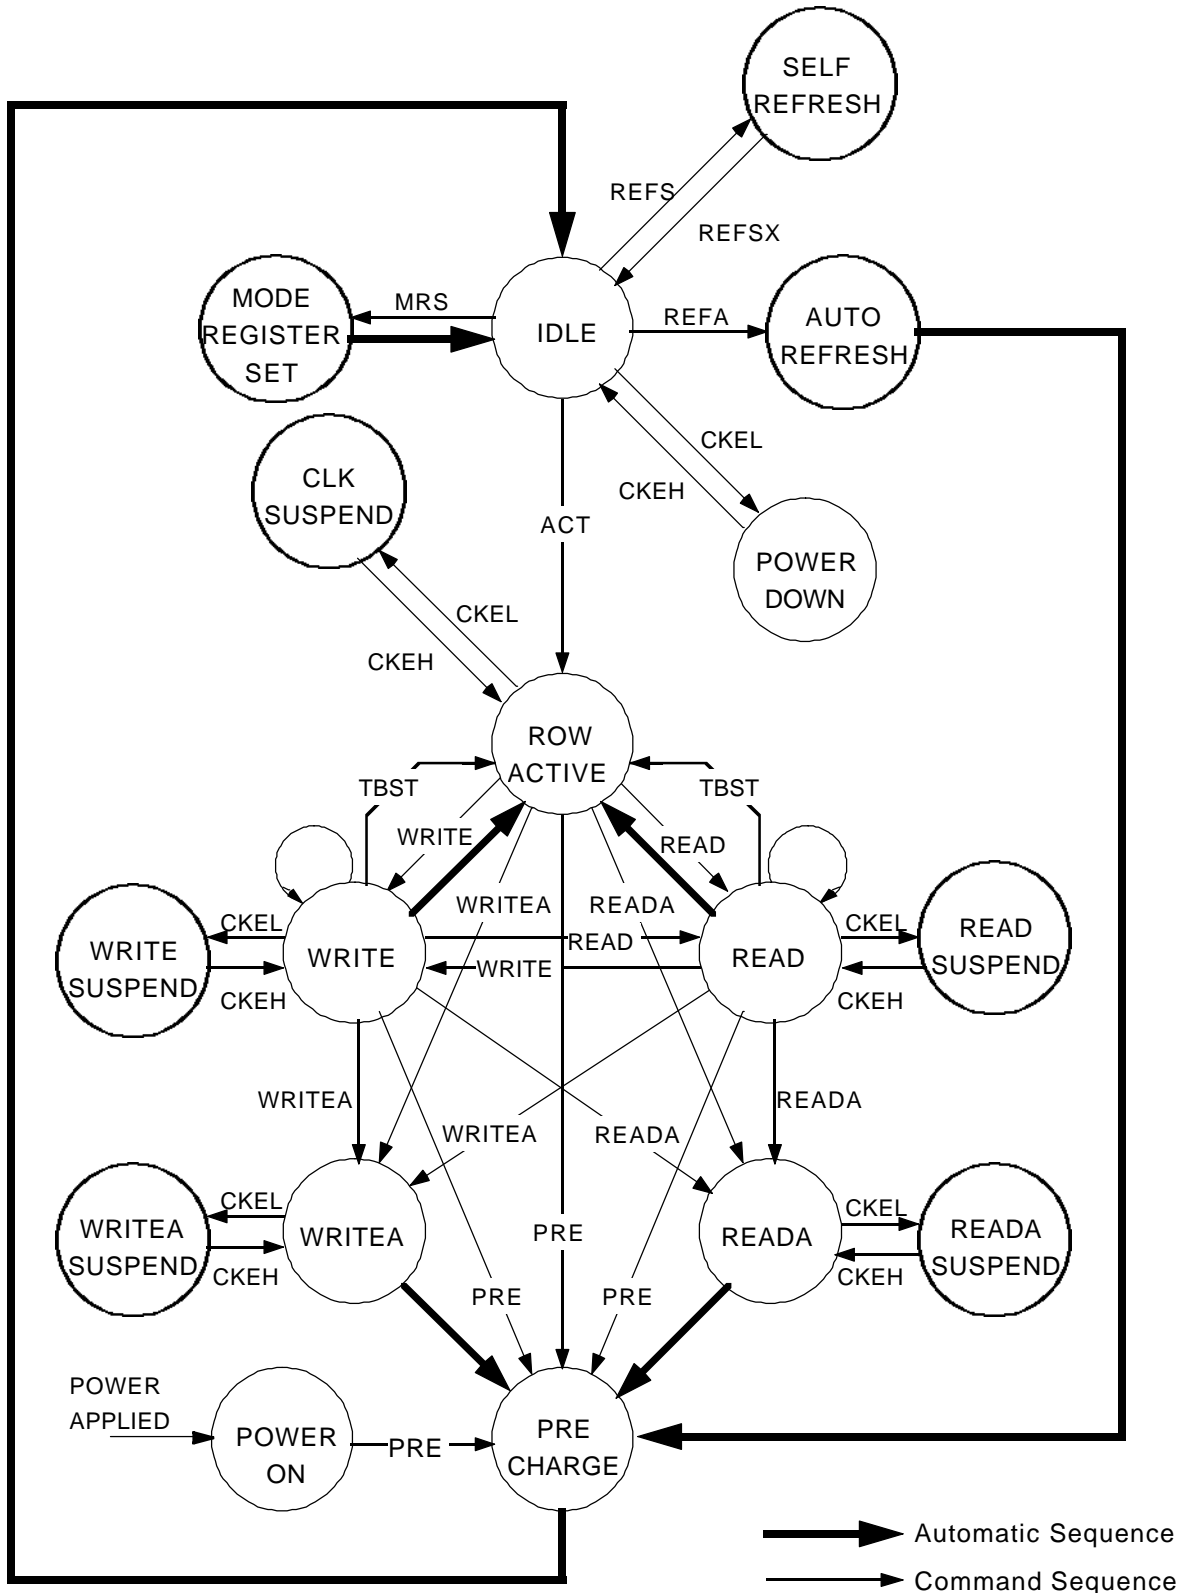 SELF
REFRESH
REFS
REFSX
MODE
REGISTER
SET
MRS
IDLE
REFA
AUTO
REFRESH
CLK
SUSPEND
CKEL
CKEH
ACT
POWER
DOWN
CKEL
CKEH
ROW
ACTIVE
TBST
TBST
WRITE
READ
WRITEA
READA
CKEL
CKEL
WRITE
SUSPEND
WRITE
READ
WRITE
READ
READ
SUSPEND
CKEH
CKEH
WRITEA
READA
WRITEA
READA
CKEL
CKEL
WRITEA
SUSPEND
WRITEA
PRE
READA
READA
SUSPEND
CKEH
CKEH
PRE
PRE
POWER
APPLIED
POWER
ON
PRE
PRE
CHARGE
Automatic Sequence
Command Sequence